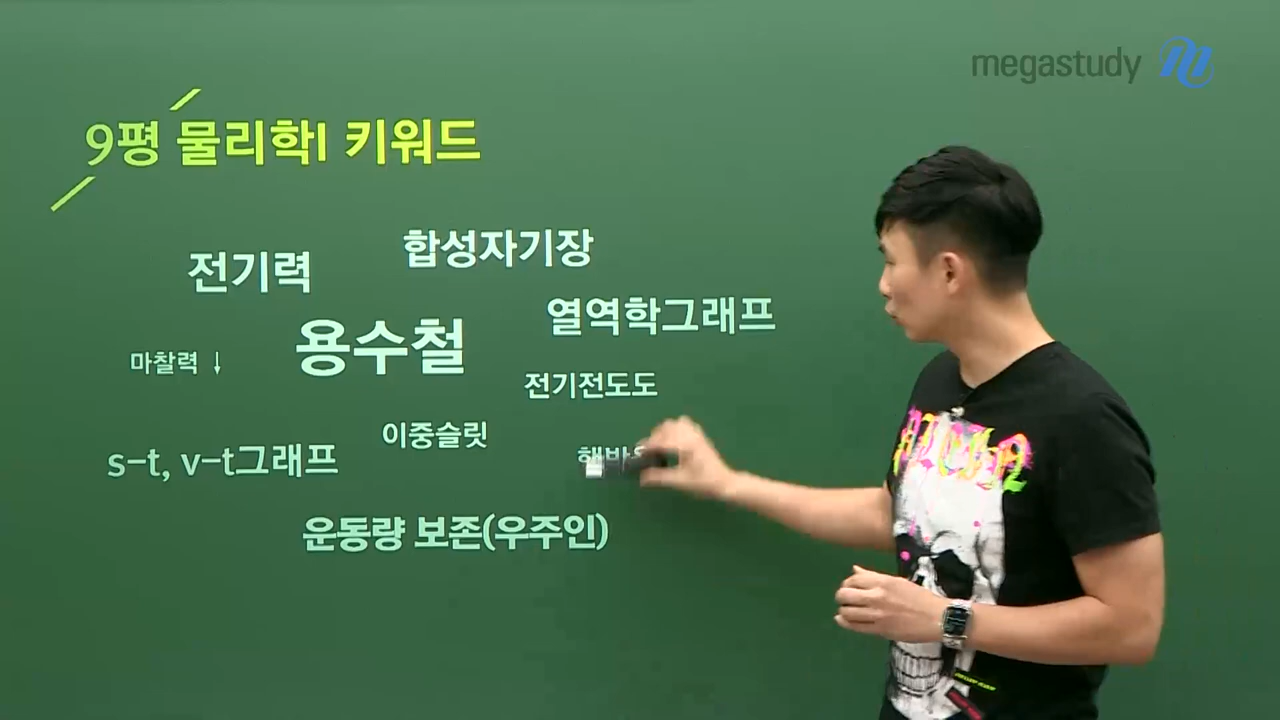 megastudy
9평 물리학I 키워드
전기력
합성자기장
열역학그래프
용수철
마찰력 ↓
전기전도도
이중슬릿
s-t, v-t그래프
운동량 보존(우주인)